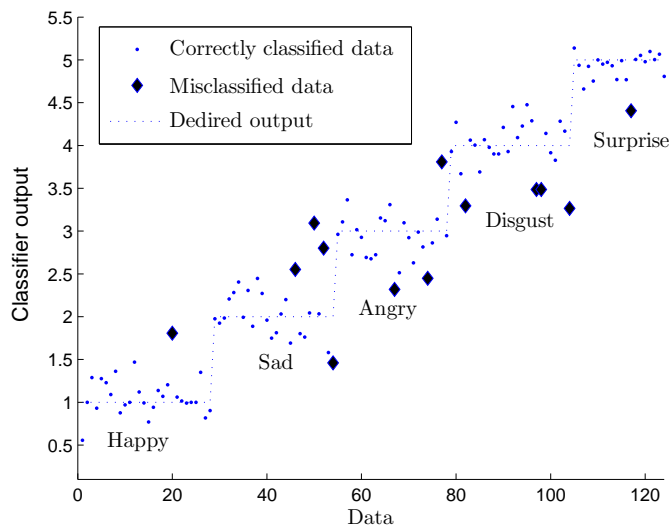 5.5
5
4.5
4
3.5
3
2.5
2
1.5
1
0.5
Classifier output
Correctly classified data
Misclassified data
Dedired output
Surprise
Disgust
Angry
Sad
Happy
0 20 40 60 80 100 120
Data